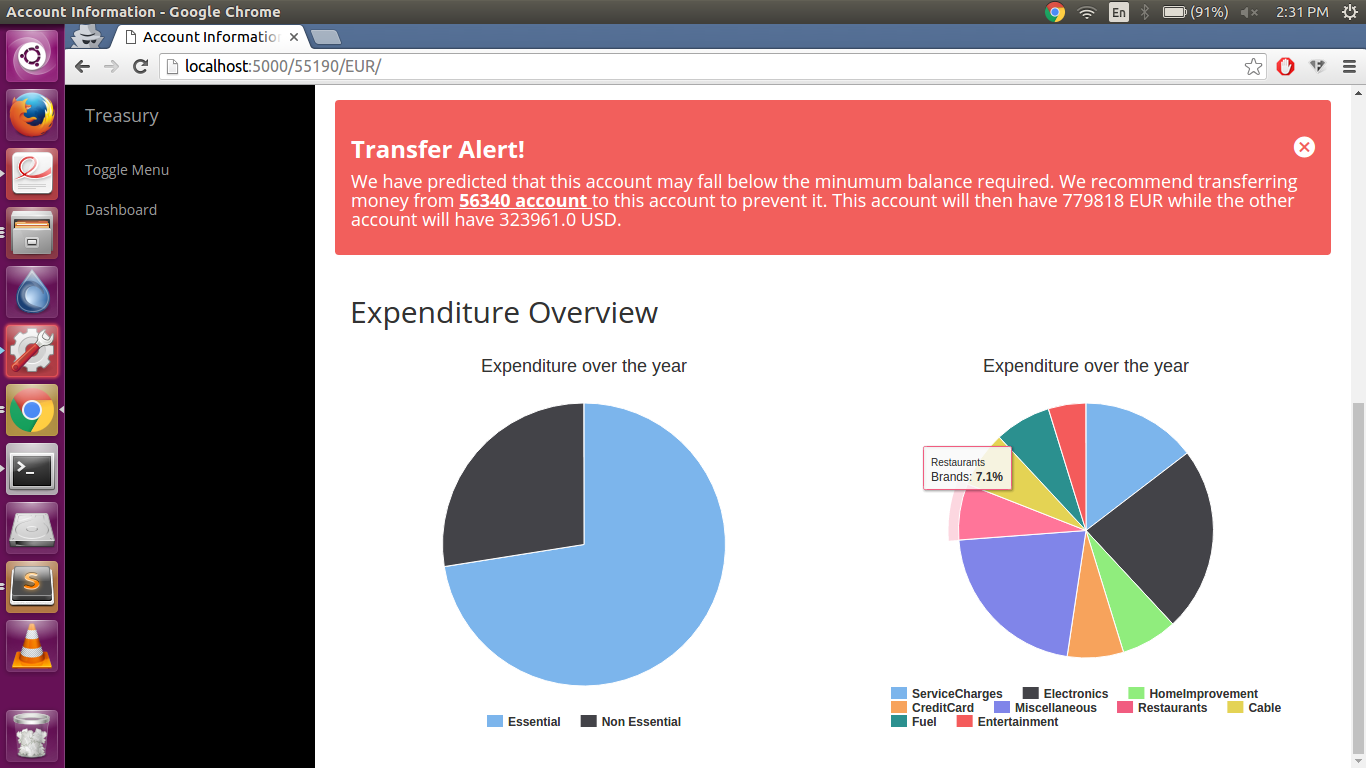 Account Information - Google Chrome
En
(91%)
2:31 PM
Account Informatio
localhost:5000/55190/EUR/
Treasury
Toggle Menu
Dashboard
Transfer Alert!
We have predicted that this account may fall below the minumum balance required. We recommend transferring
money from 56340 account to this account to prevent it. This account will then have 779818 EUR while the other
account will have 323961.0 USD.
Expenditure Overview
Expenditure over the year
Essential
Non Essential
Expenditure over the year
Restaurants
Brands: 7.1%
ServiceCharges
Electronics
HomeImprovement
CreditCard
Miscellaneous
Restaurants
Cable
Fuel
Entertainment